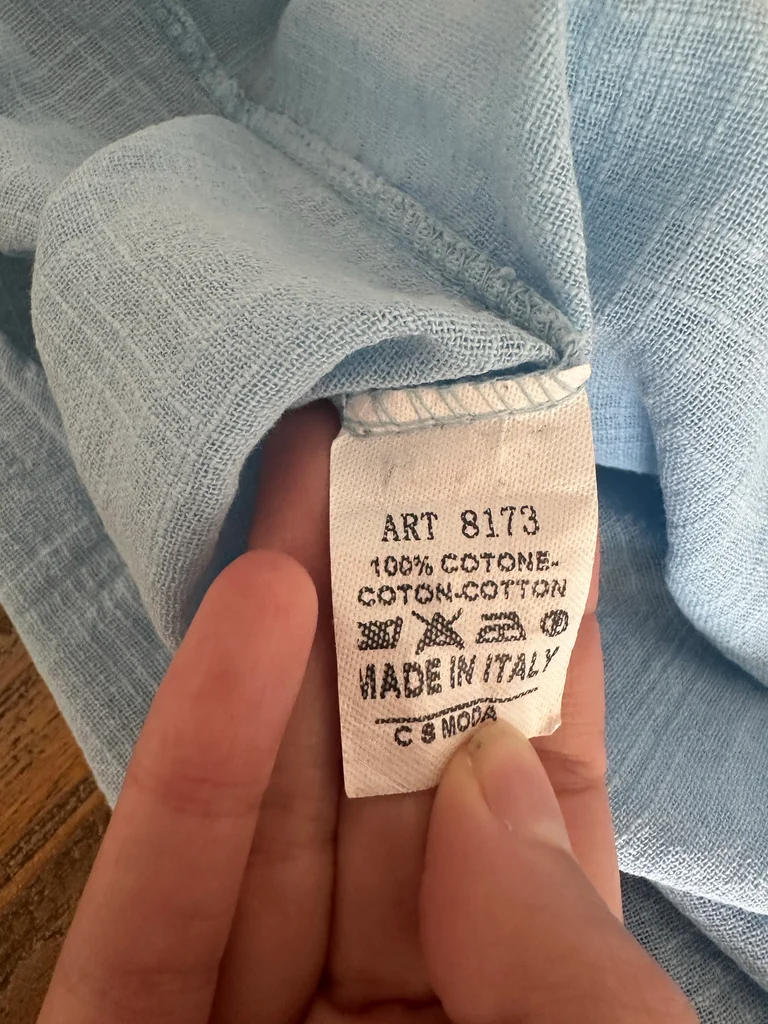 ART 8173
100% COTONE-
COTON-COTTON
MADE IN ITALY
C S MODA